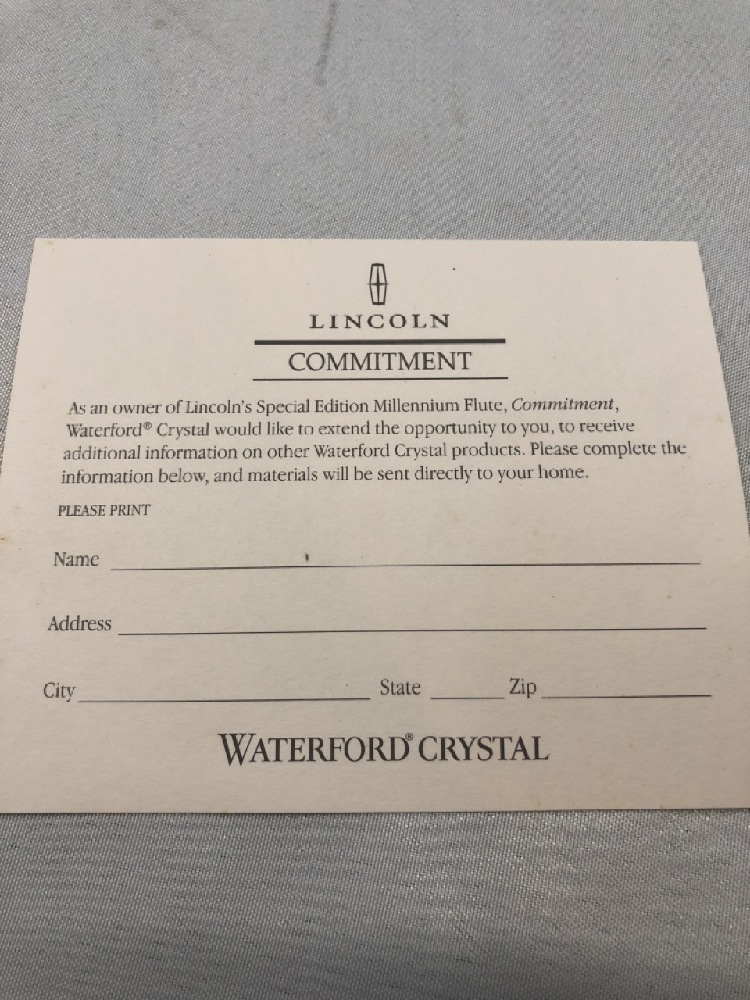 LINCOLN
COMMITMENT
As an owner of Lincoln's Special Edition Millennium Flute, Commitment,
Waterford® Crystal would like to extend the opportunity to you, to receive
additional information on other Waterford Crystal products. Please complete the
information below, and materials will be sent directly to your home.
PLEASE PRINT
Name
Address
City State Zip
WATERFORD® CRYSTAL